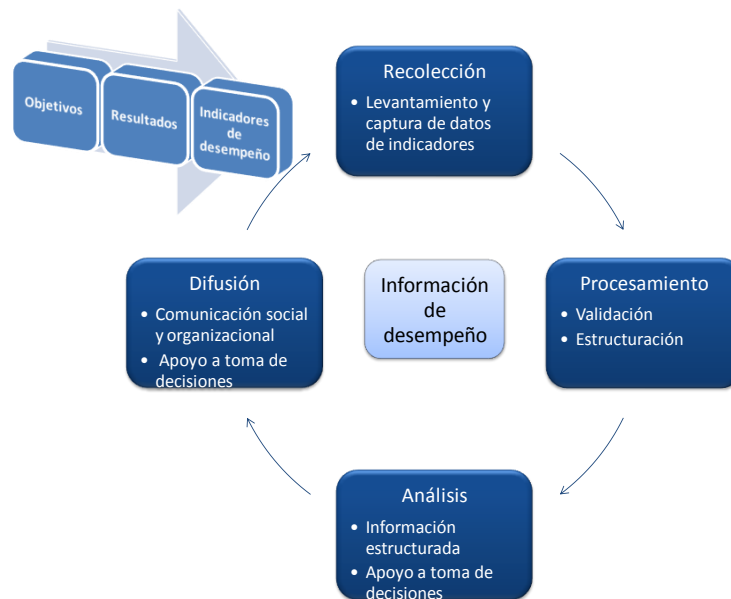 Objetivos
Resultados
Indicadores
de
desempeño
Recolección
• Levantamiento y
captura de datos
de indicadores
Difusión
• Comunicación social
y organizacional
• Apoyo a toma de
decisiones
Información
de
desempeño
Procesamiento
• Validación
• Estructuración
Análisis
• Información
estructurada
• Apoyo a toma de
decisiones